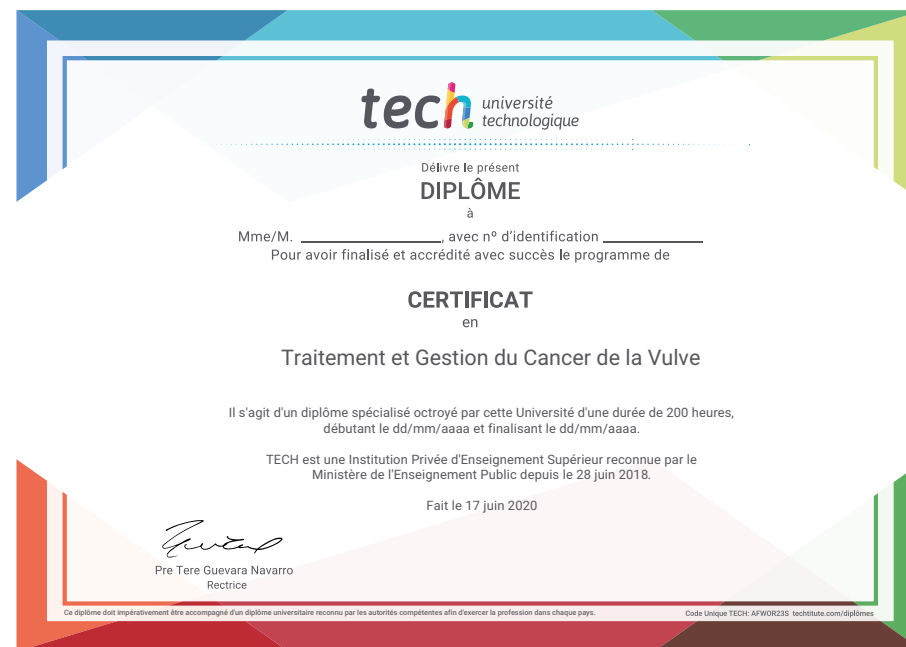 tech université
technologique
Délivre le présent
DIPLÔME
à
Mme/M. ____________________, avec nº d'identification ______________
Pour avoir finalisé et accrédité avec succès le programme de
CERTIFICAT
en
Traitement et Gestion du Cancer de la Vulve
Il s'agit d'un diplôme spécialisé octroyé par cette Université d'une durée de 200 heures,
débutant le dd/mm/aaaa et finalisant le dd/mm/aaaa.
TECH est une Institution Privée d'Enseignement Supérieur reconnue par le
Ministère de l'Enseignement Public depuis le 28 juin 2018.
Fait le 17 juin 2020
Pre Tere Guevara Navarro
Rectrice
Ce diplôme doit impérativement être accompagné d'un diplôme universitaire reconnu par les autorités compétentes afin d'exercer la profession dans chaque pays.
Code Unique TECH: AFWOR23S techtitute.com/diplômes